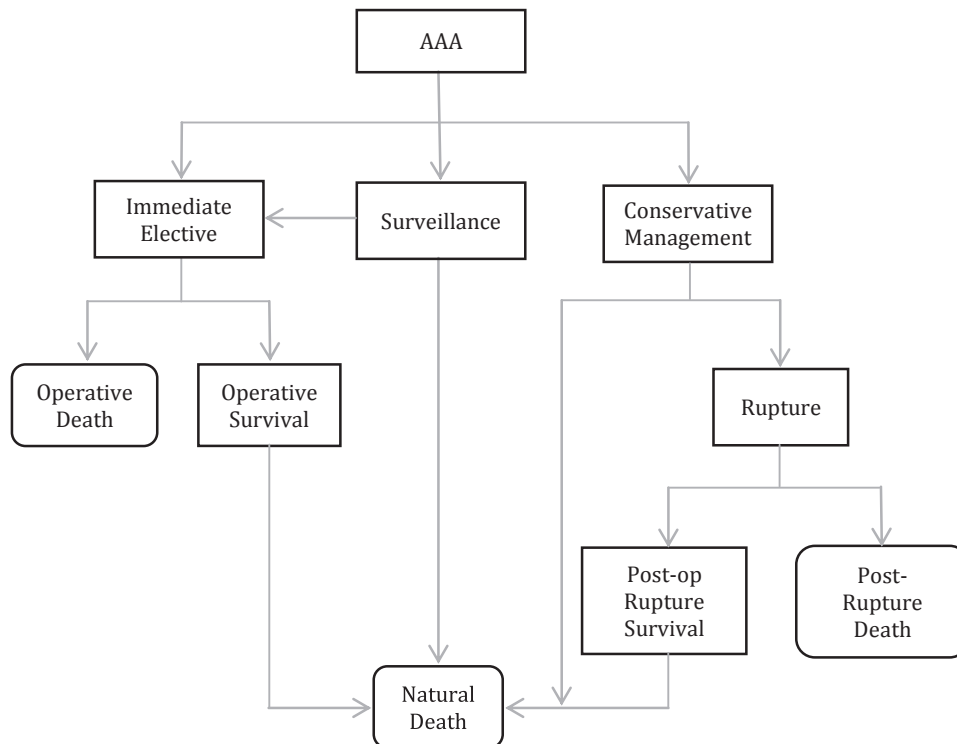 AAA
Immediate
Elective
Surveillance
Conservative
Management
Operative
Death
Operative
Survival
Rupture
Post-op
Rupture
Survival
Post-
Rupture
Death
Natural
Death